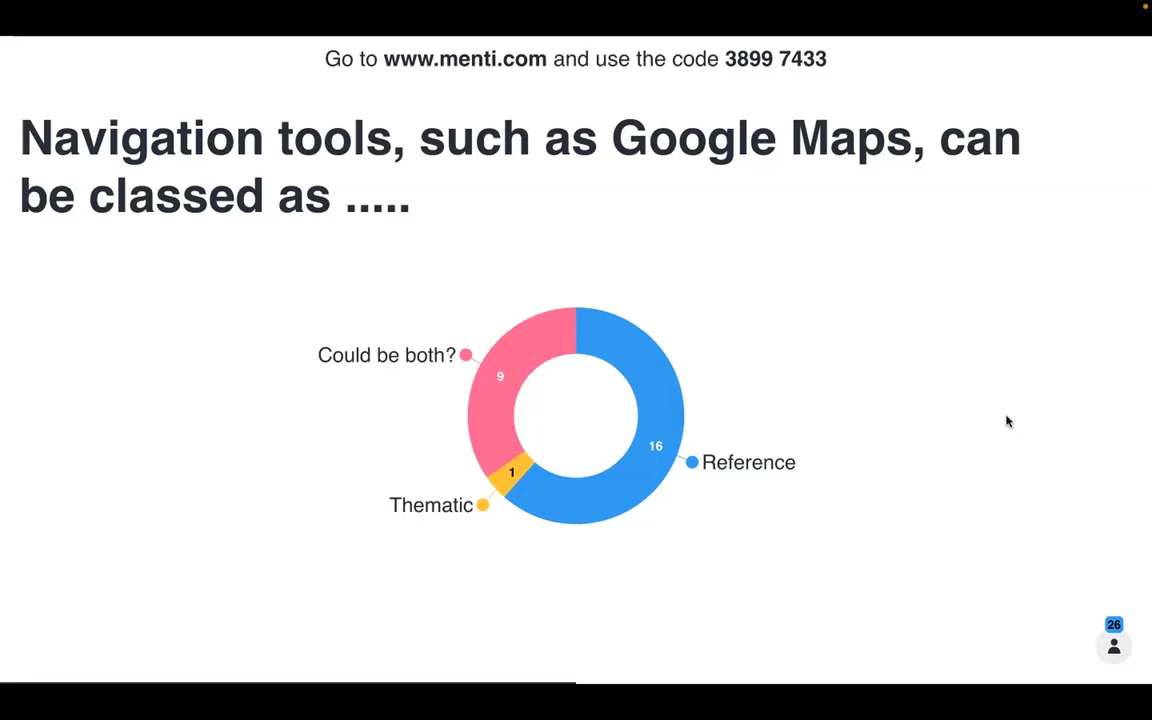 Go to www.menti.com and use the code 3899 7433
Navigation tools, such as Google Maps, can
be classed as .....
Could be both?
9
16
Reference
1
Thematic
26